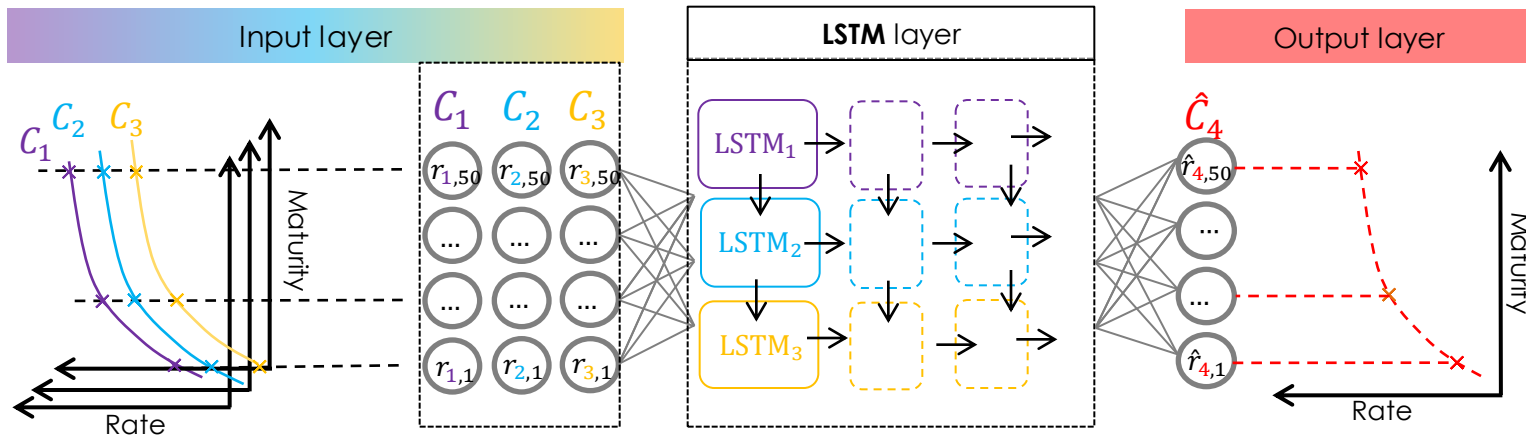 Input layer
LSTM layer
Output layer
C₁ C₂ C₃
Maturity
Rate
C₁ C₂ C₃
r₁,₅₀ r₂,₅₀ r₃,₅₀
... ... ...
... ... ...
r₁,₁ r₂,₁ r₃,₁
LSTM₁
LSTM₂
LSTM₃
Ĉ₄
r̂₄,₅₀
...
...
r̂₄,₁
Maturity
Rate